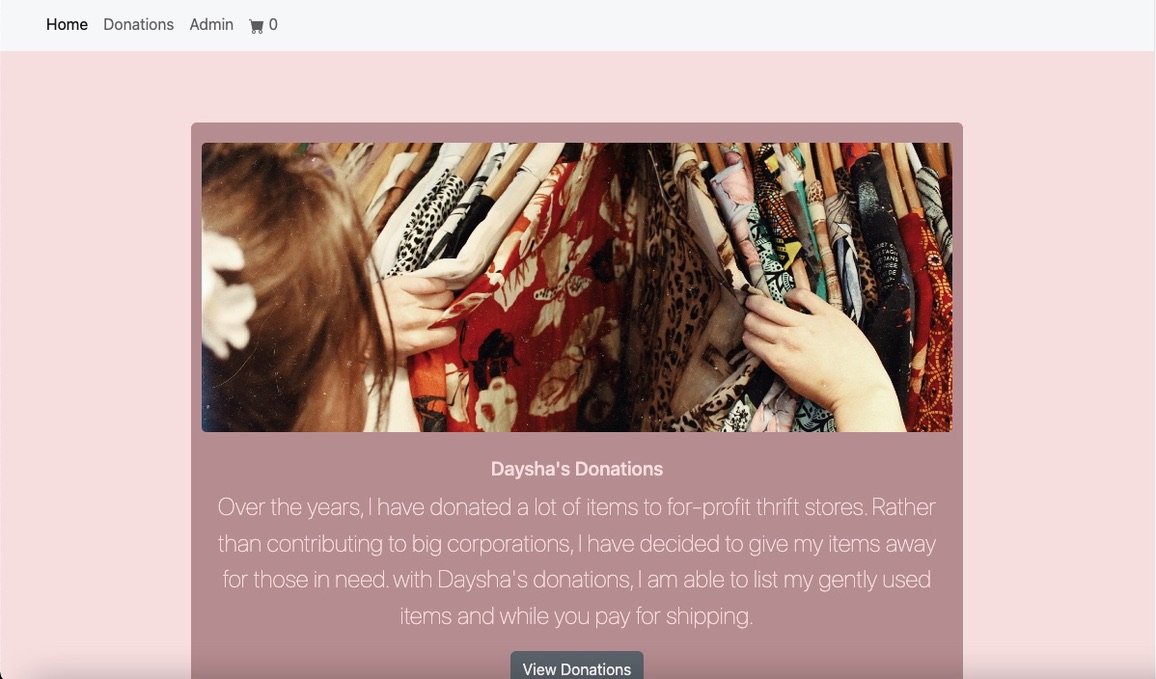 Home Donations Admin 0
Daysha's Donations
Over the years, I have donated a lot of items to for-profit thrift stores. Rather
than contributing to big corporations, I have decided to give my items away
for those in need. with Daysha's donations, I am able to list my gently used
items and while you pay for shipping.
View Donations